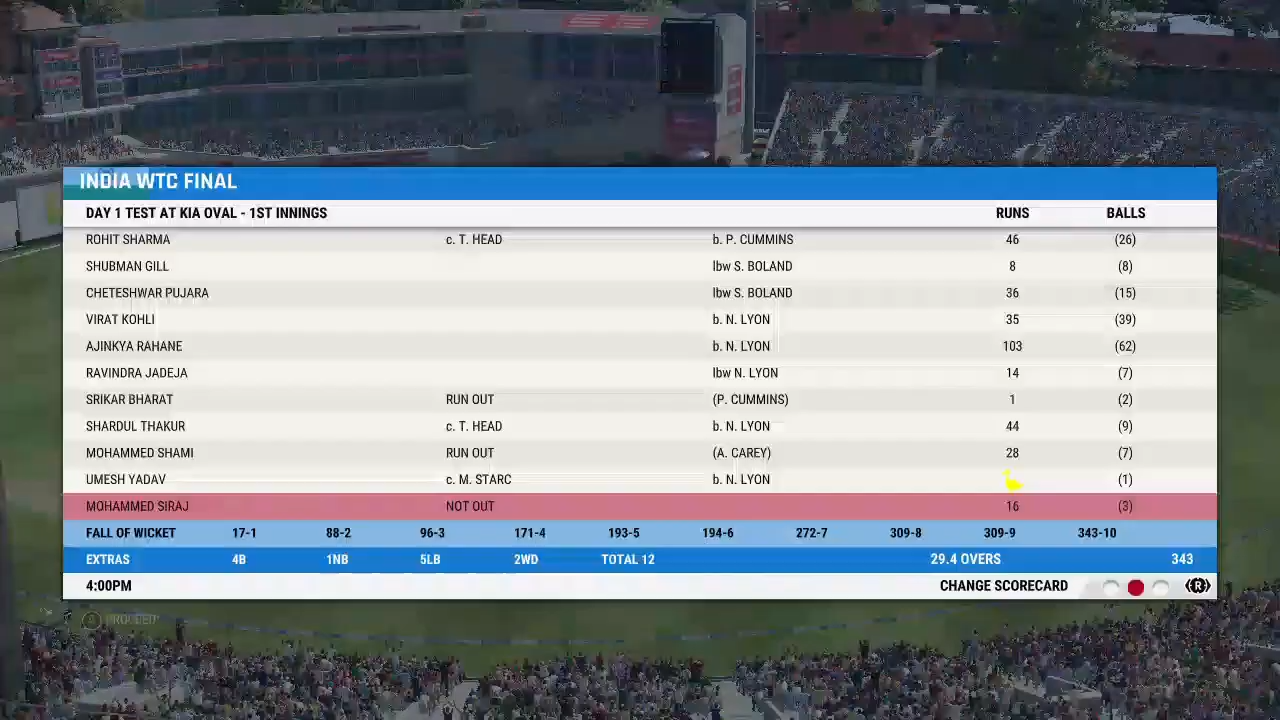 INDIA WTC FINAL
DAY 1 TEST AT KIA OVAL - 1ST INNINGS RUNS BALLS
ROHIT SHARMA c. T. HEAD b. P. CUMMINS 46 (26)
SHUBMAN GILL lbw S. BOLAND 8 (8)
CHETESHWAR PUJARA lbw S. BOLAND 36 (15)
VIRAT KOHLI b. N. LYON 35 (39)
AJINKYA RAHANE b. N. LYON 103 (62)
RAVINDRA JADEJA lbw N. LYON 14 (7)
SRIKAR BHARAT RUN OUT (P. CUMMINS) 1 (2)
SHARDUL THAKUR c. T. HEAD b. N. LYON 44 (9)
MOHAMMED SHAMI RUN OUT (A. CAREY) 28 (7)
UMESH YADAV c. M. STARC b. N. LYON (1)
MOHAMMED SIRAJ NOT OUT 16 (3)
FALL OF WICKET 17-1 88-2 96-3 171-4 193-5 194-6 272-7 309-8 309-9 343-10
EXTRAS 4B 1NB 5LB 2WD TOTAL 12 29.4 OVERS 343
4:00PM CHANGE SCORECARD R
A PROCEED